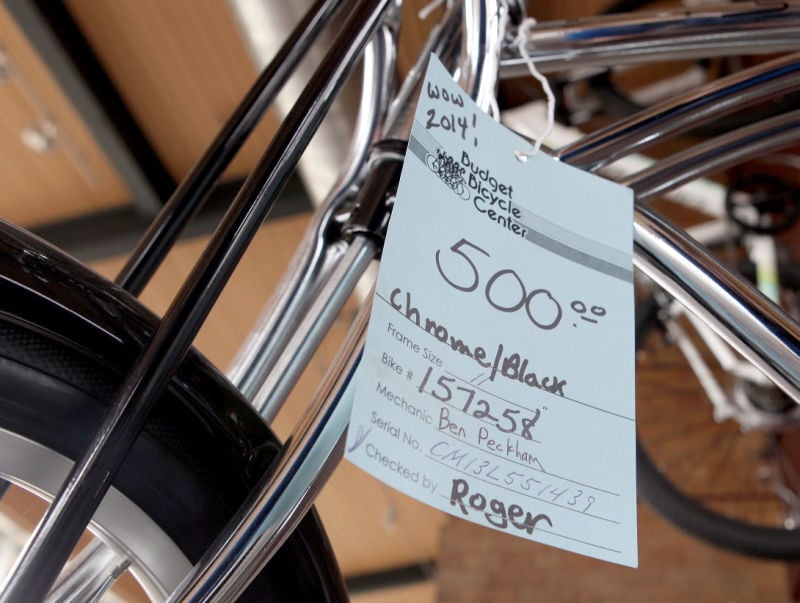 wow!
2014!
Budget
Bicycle
Center
500.00
chrome/Black
Frame Size "
Bike # 157258
Mechanic Ben Peckham
Serial No. CM13L551439
Checked by Roger